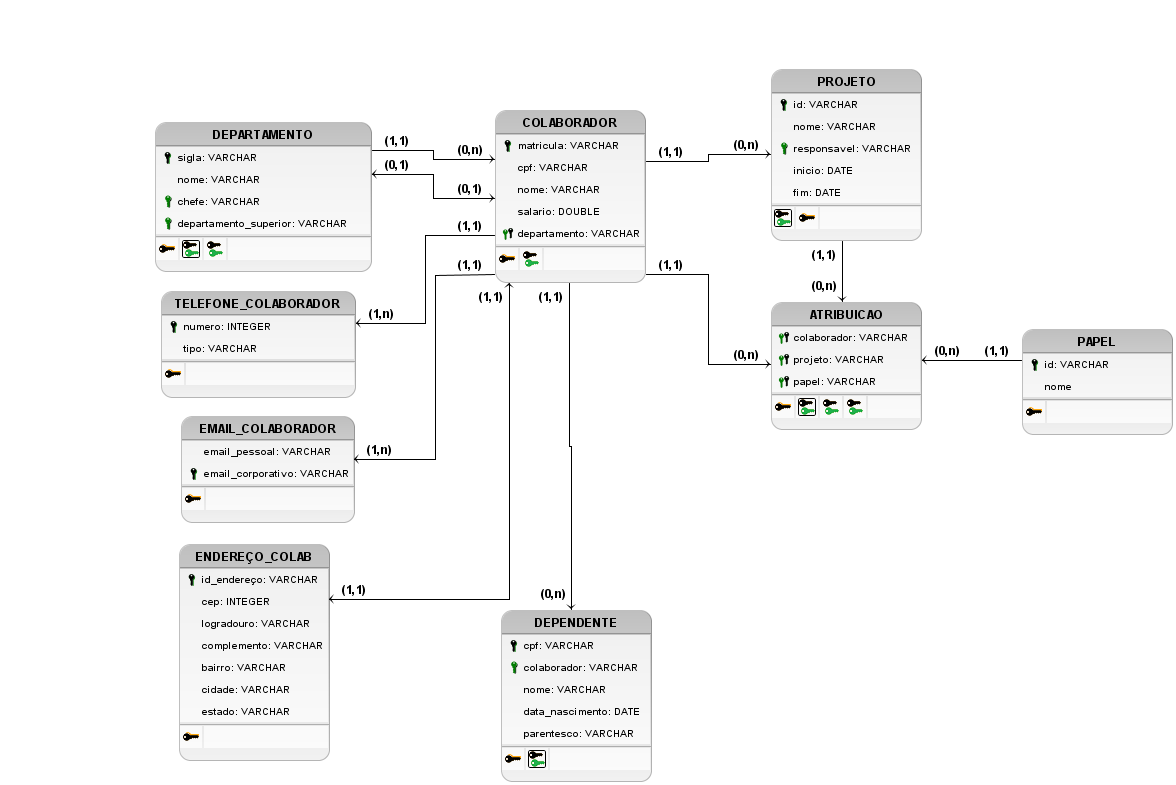 DEPARTAMENTO
sigla: VARCHAR
nome: VARCHAR
chefe: VARCHAR
departamento_superior: VARCHAR
(1,1)
(0,n)
(0,1)
(0,1)
COLABORADOR
matricula: VARCHAR
cpf: VARCHAR
nome: VARCHAR
salario: DOUBLE
departamento: VARCHAR
(1,1)
(0,n)
PROJETO
id: VARCHAR
nome: VARCHAR
responsavel: VARCHAR
inicio: DATE
fim: DATE
(1,1)
(0,n)
(1,1)
(1,n)
TELEFONE_COLABORADOR
numero: INTEGER
tipo: VARCHAR
(1,1)
(1,n)
EMAIL_COLABORADOR
email_pessoal: VARCHAR
email_corporativo: VARCHAR
(1,1)
(1,1)
ENDEREÇO_COLAB
id_endereço: VARCHAR
cep: INTEGER
logradouro: VARCHAR
complemento: VARCHAR
bairro: VARCHAR
cidade: VARCHAR
estado: VARCHAR
(1,1)
(0,n)
DEPENDENTE
cpf: VARCHAR
colaborador: VARCHAR
nome: VARCHAR
data_nascimento: DATE
parentesco: VARCHAR
(1,1)
(0,n)
ATRIBUICAO
colaborador: VARCHAR
projeto: VARCHAR
papel: VARCHAR
(0,n)
(1,1)
PAPEL
id: VARCHAR
nome